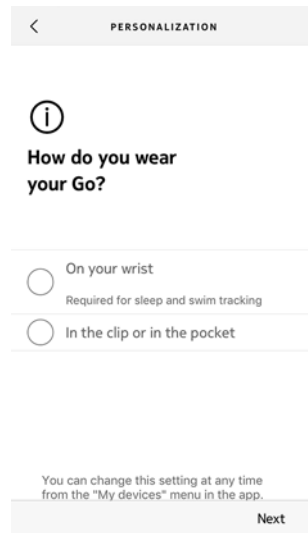 PERSONALIZATION
How do you wear
your Go?
On your wrist
Required for sleep and swim tracking
In the clip or in the pocket
You can change this setting at any time
from the "My devices" menu in the app.
Next